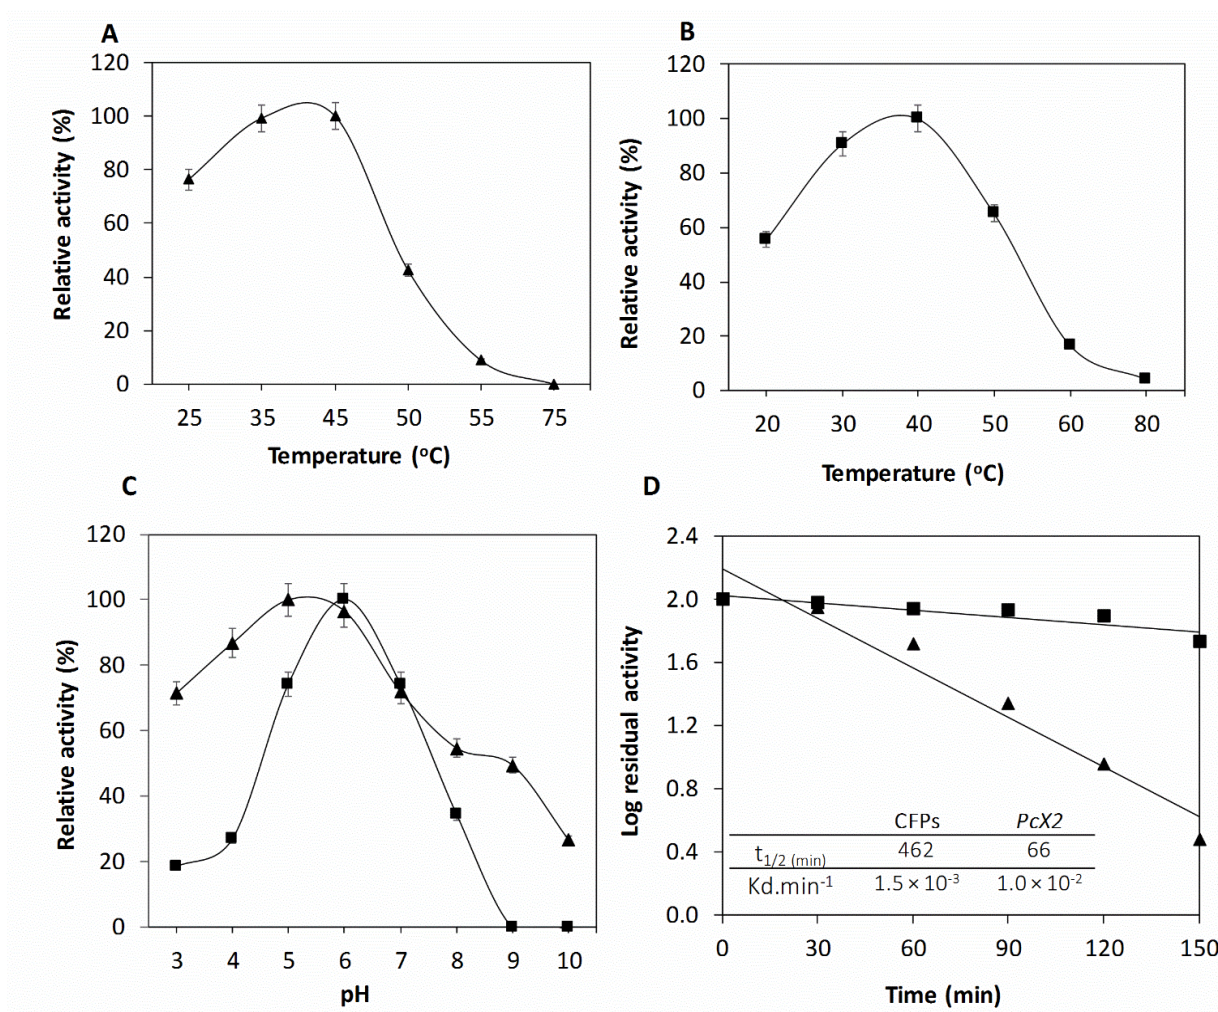 A
120
100
80
60
40
20
0
Relative activity (%)
25 35 45 50 55 75
Temperature (°C)
B
120
100
80
60
40
20
0
Relative activity (%)
20 30 40 50 60 80
Temperature (°C)
C
120
100
80
60
40
20
0
Relative activity (%)
3 4 5 6 7 8 9 10
pH
D
2.4
2.0
1.6
1.2
0.8
0.4
0.0
Log residual activity
CFPs PcX2
t1/2 (min) 462 66
Kd.min-1 1.5 × 10-3 1.0 × 10-2
0 30 60 90 120 150
Time (min)